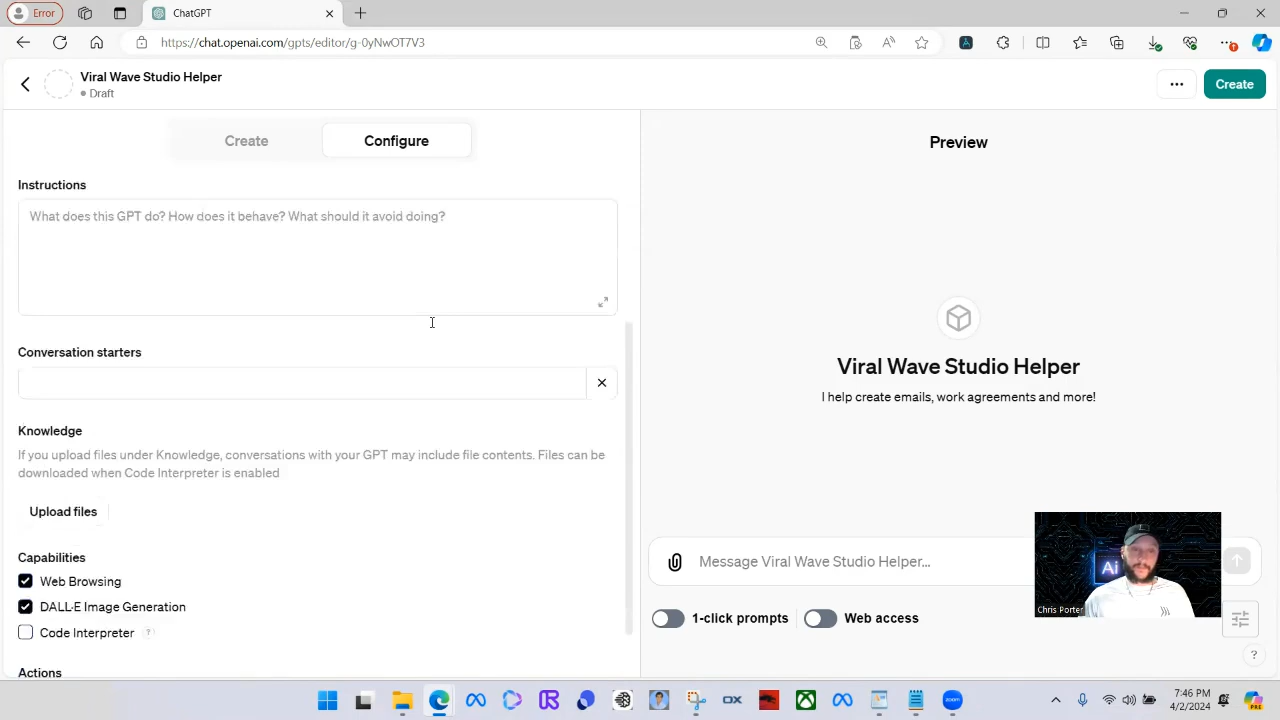 Error
ChatGPT
https://chat.openai.com/gpts/editor/g-0yNwOT7V3
Viral Wave Studio Helper
Draft
Create
Create
Configure
Instructions
What does this GPT do? How does it behave? What should it avoid doing?
Conversation starters
Knowledge
If you upload files under Knowledge, conversations with your GPT may include file contents. Files can be
downloaded when Code Interpreter is enabled
Upload files
Capabilities
Web Browsing
DALL·E Image Generation
Code Interpreter ?
Actions
Preview
Viral Wave Studio Helper
I help create emails, work agreements and more!
Message Viral Wave Studio Helper...
1-click prompts
Web access
Ai
Chris Porter
?
DX
zoom
7:46 PM
4/2/2024
PRE